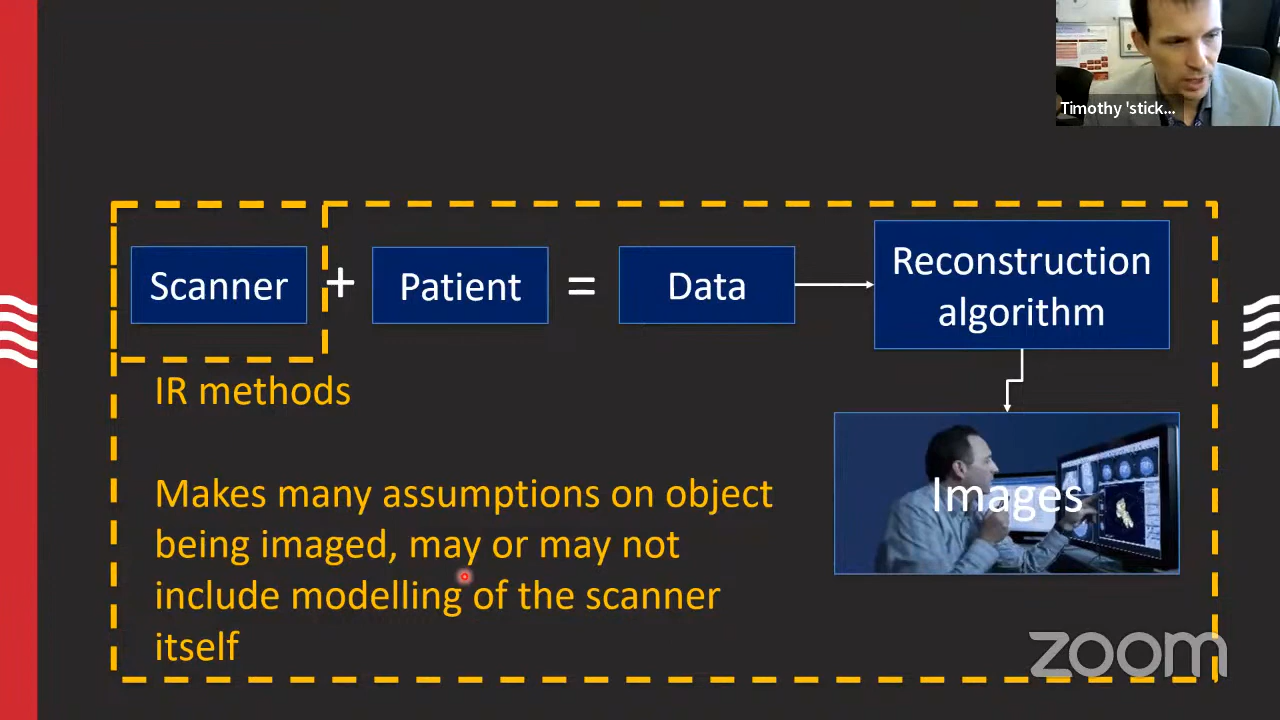 Timothy 'stick...
Scanner
+
Patient
=
Data
Reconstruction
algorithm
IR methods
Images
Makes many assumptions on object
being imaged, may or may not
include modelling of the scanner
itself
zoom